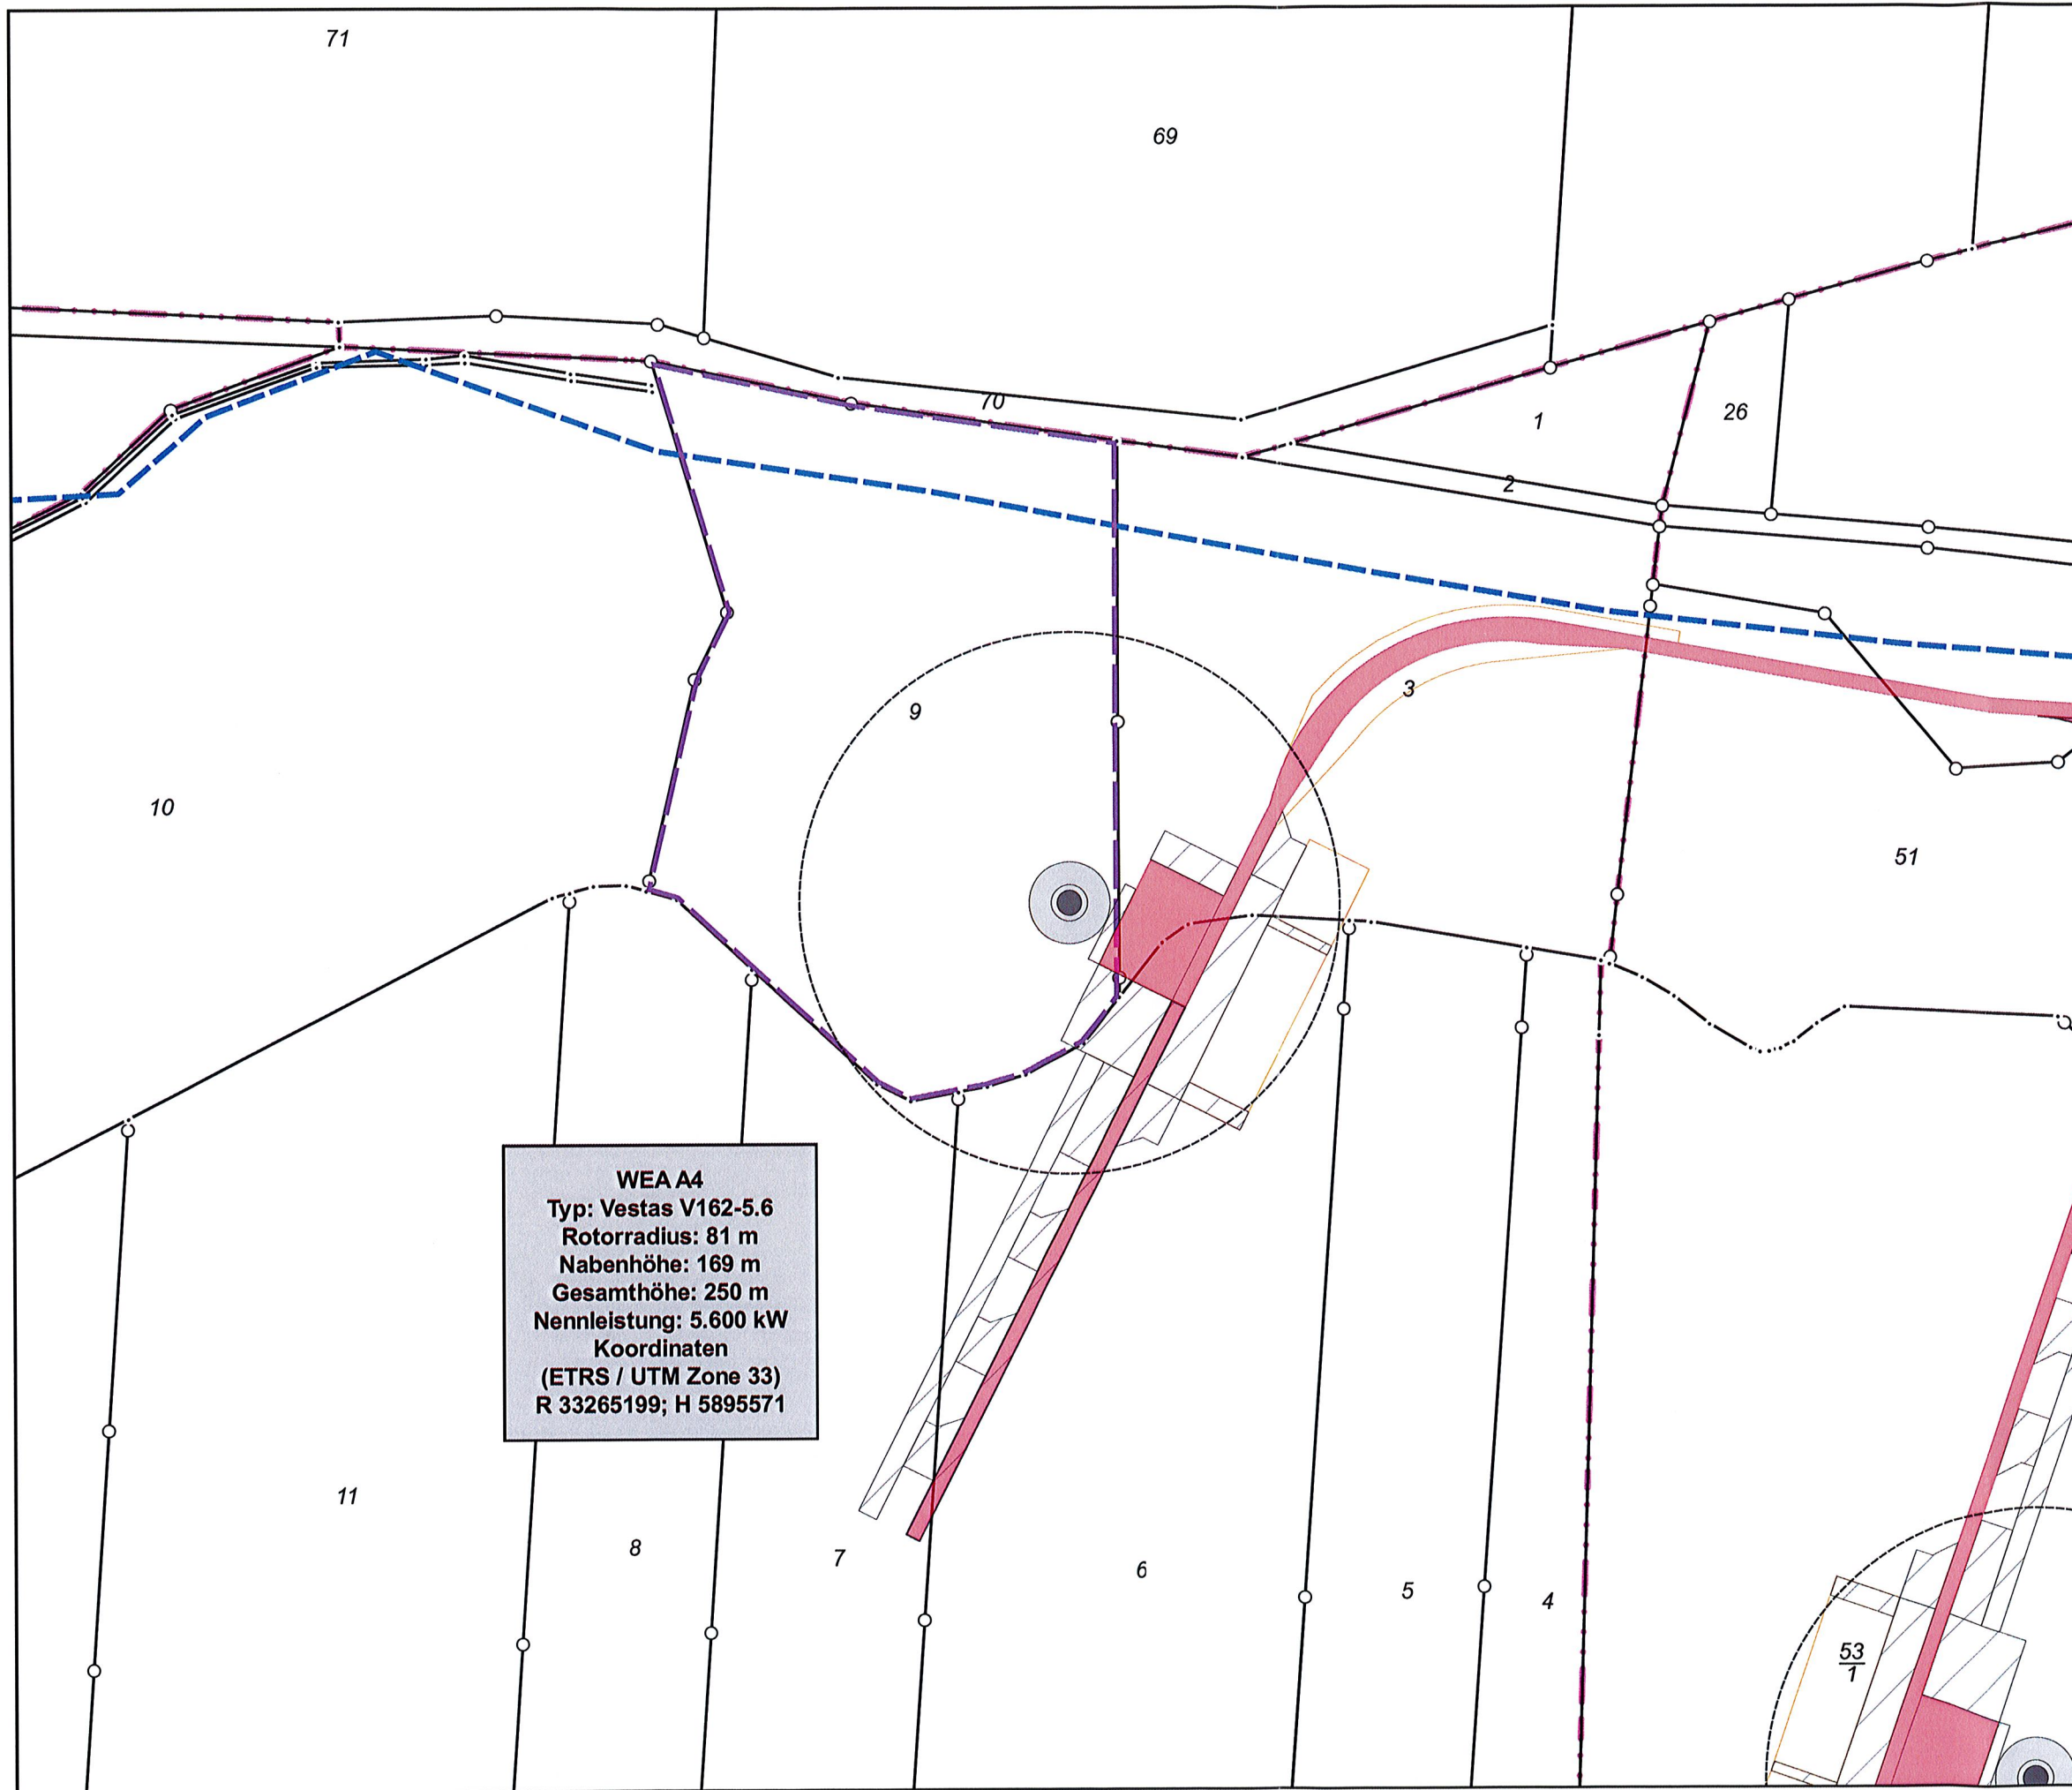 71
69
70
1
26
2
3
9
10
51
WEA A4
Typ: Vestas V162-5.6
Rotorradius: 81 m
Nabenhöhe: 169 m
Gesamthöhe: 250 m
Nennleistung: 5.600 kW
Koordinaten
(ETRS / UTM Zone 33)
R 33265199; H 5895571
11
8
7
6
5
4
53
1